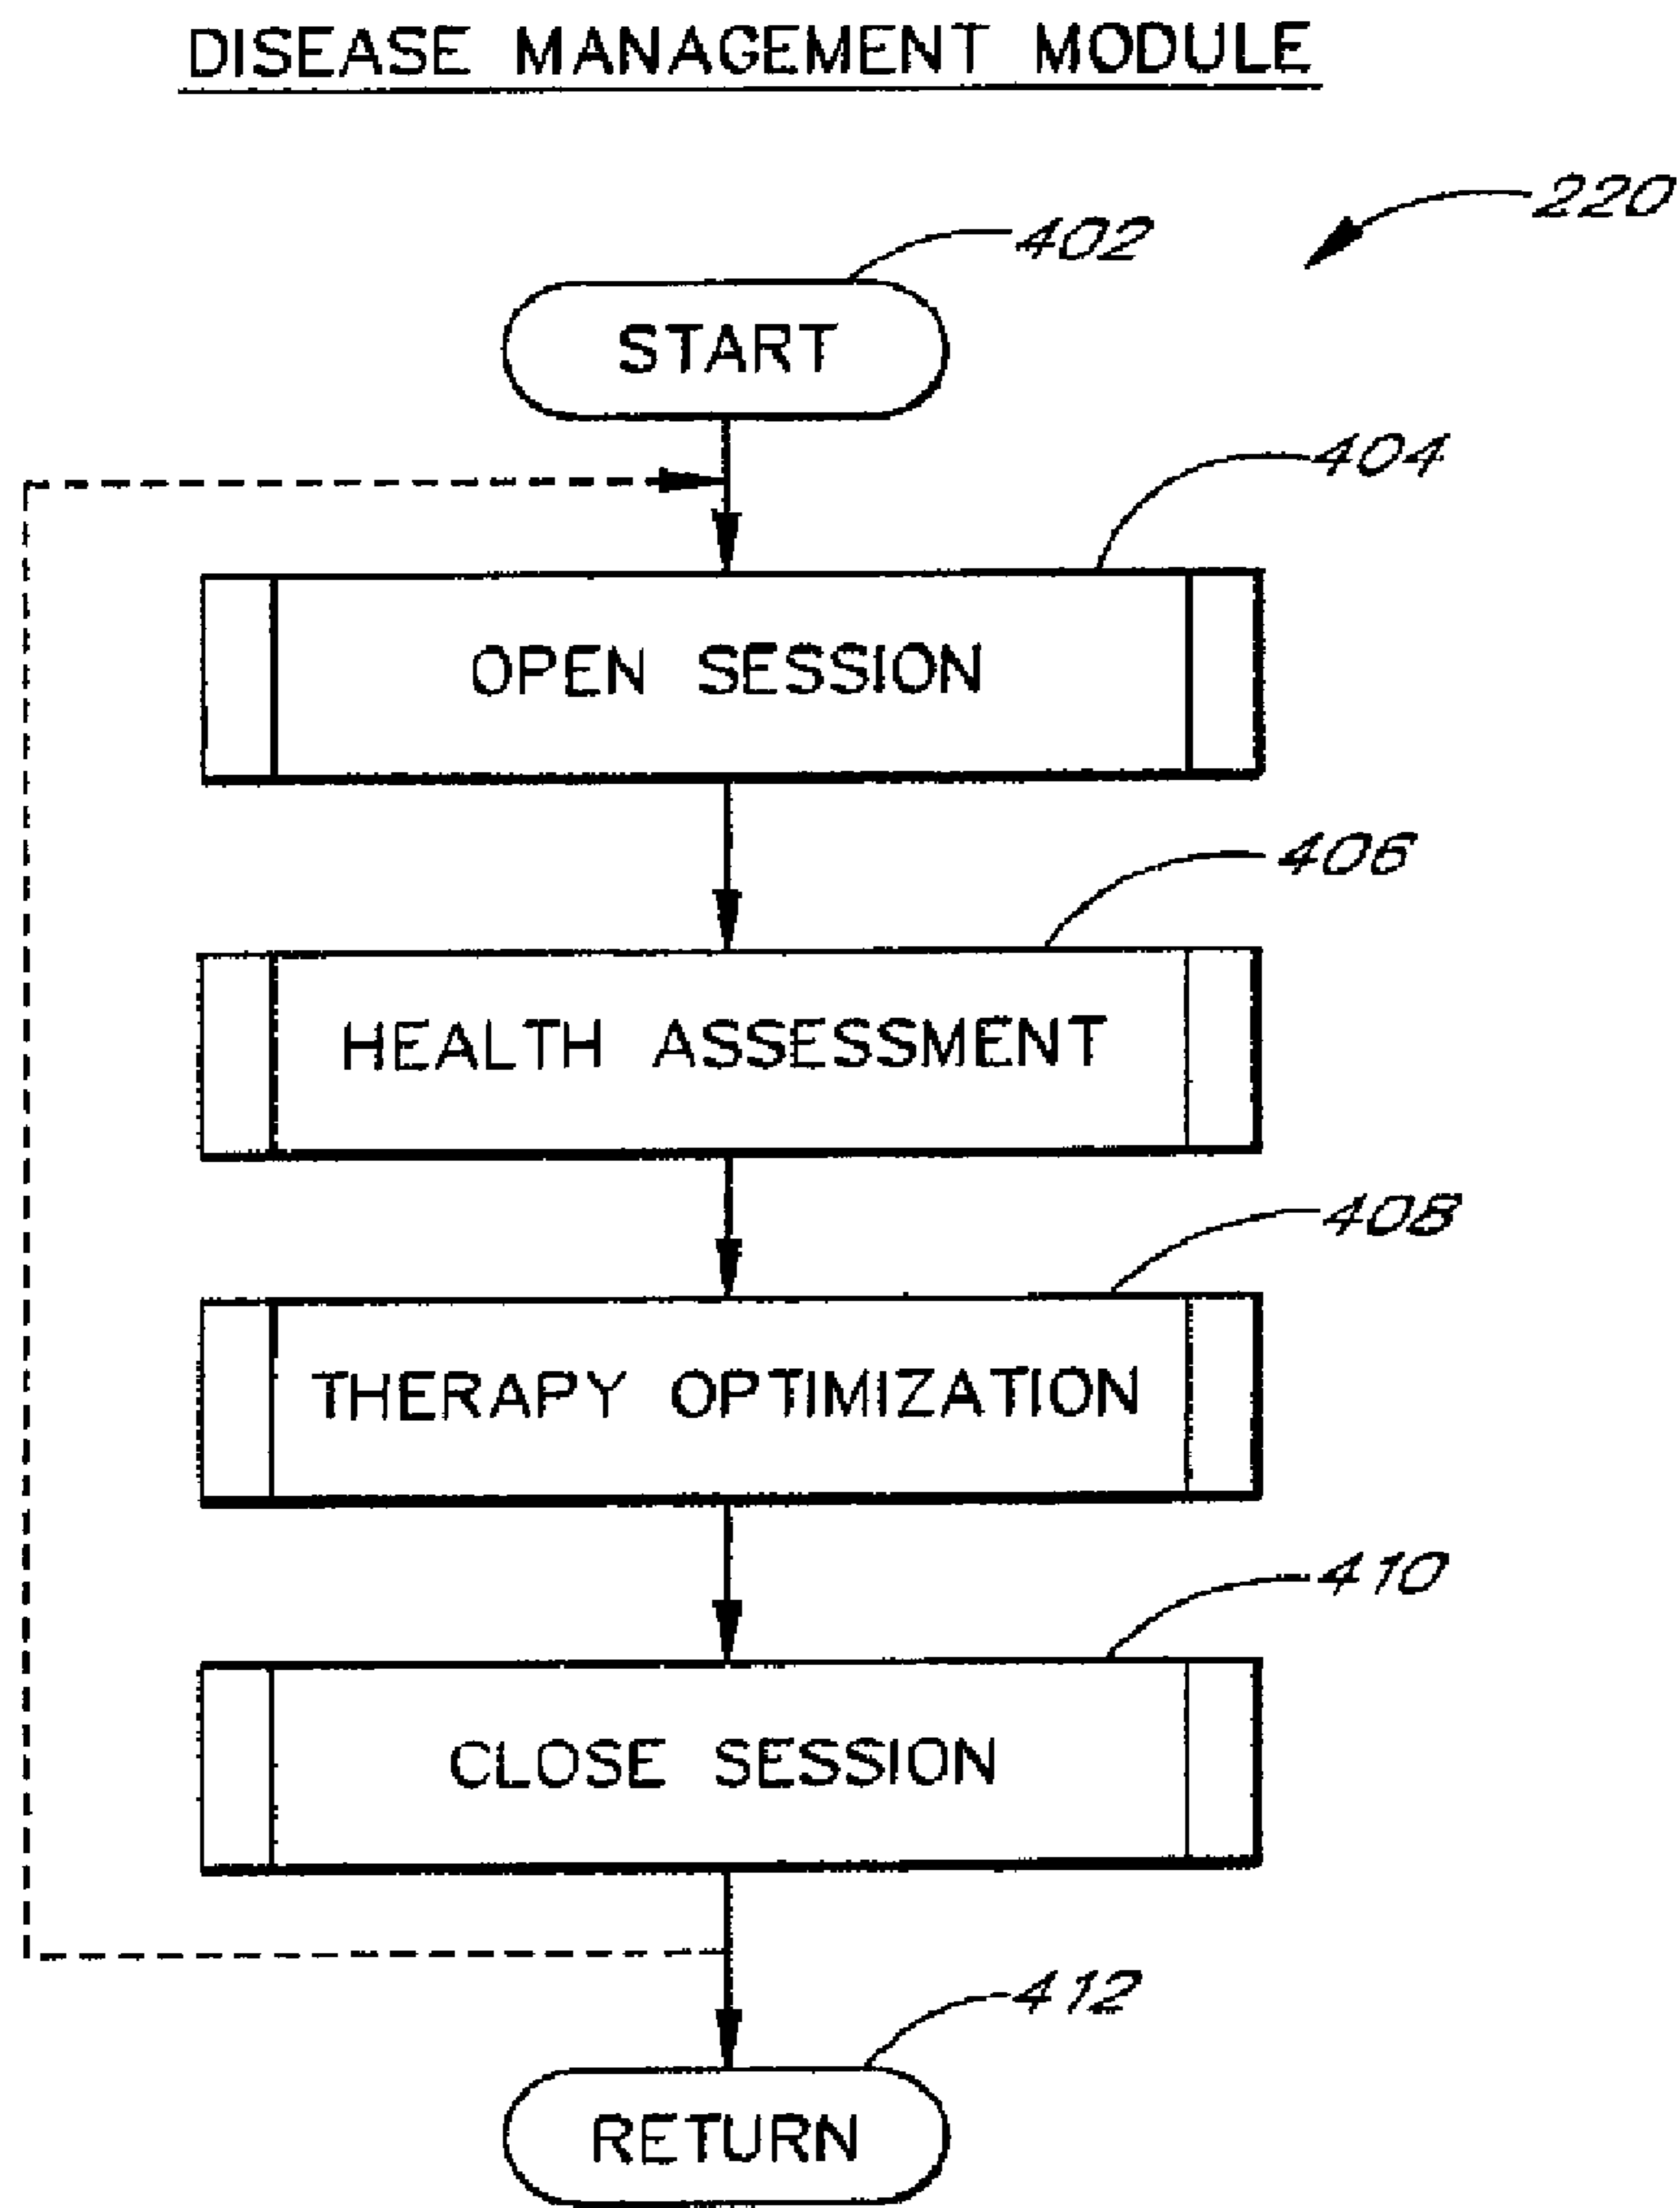 DISEASE MANAGEMENT MODULE
220
402
START
404
OPEN SESSION
406
HEALTH ASSESSMENT
408
THERAPY OPTIMIZATION
410
CLOSE SESSION
412
RETURN